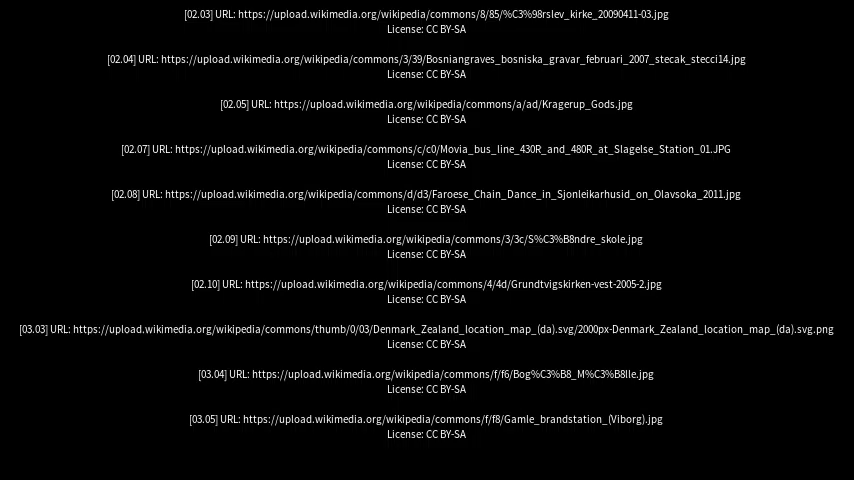 [02.03] URL: https://upload.wikimedia.org/wikipedia/commons/8/85/%C3%98rslev_kirke_20090411-03.jpg
License: CC BY-SA
[02.04] URL: https://upload.wikimedia.org/wikipedia/commons/3/39/Bosniangraves_bosniska_gravar_februari_2007_stecak_stecci14.jpg
License: CC BY-SA
[02.05] URL: https://upload.wikimedia.org/wikipedia/commons/a/ad/Kragerup_Gods.jpg
License: CC BY-SA
[02.07] URL: https://upload.wikimedia.org/wikipedia/commons/c/c0/Movia_bus_line_430R_and_480R_at_Slagelse_Station_01.JPG
License: CC BY-SA
[02.08] URL: https://upload.wikimedia.org/wikipedia/commons/d/d3/Faroese_Chain_Dance_in_Sjonleikarhusid_on_Olavsoka_2011.jpg
License: CC BY-SA
[02.09] URL: https://upload.wikimedia.org/wikipedia/commons/3/3c/S%C3%B8ndre_skole.jpg
License: CC BY-SA
[02.10] URL: https://upload.wikimedia.org/wikipedia/commons/4/4d/Grundtvigskirken-vest-2005-2.jpg
License: CC BY-SA
[03.03] URL: https://upload.wikimedia.org/wikipedia/commons/thumb/0/03/Denmark_Zealand_location_map_(da).svg/2000px-Denmark_Zealand_location_map_(da).svg.png
License: CC BY-SA
[03.04] URL: https://upload.wikimedia.org/wikipedia/commons/f/f6/Bog%C3%B8_M%C3%B8lle.jpg
License: CC BY-SA
[03.05] URL: https://upload.wikimedia.org/wikipedia/commons/f/f8/Gamle_brandstation_(Viborg).jpg
License: CC BY-SA